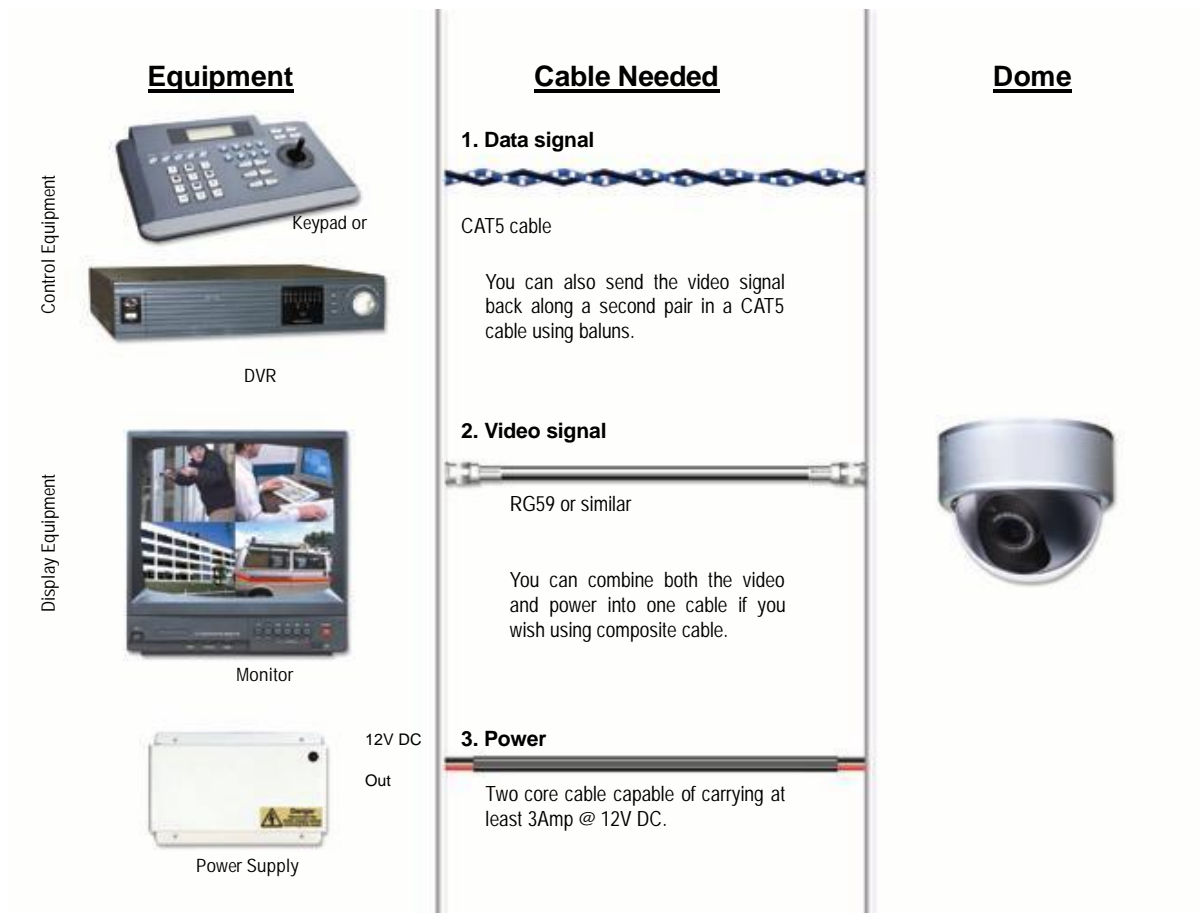 Equipment
Cable Needed
Dome
Control Equipment
Keypad or
DVR
1. Data signal
CAT5 cable
You can also send the video signal
back along a second pair in a CAT5
cable using baluns.
Display Equipment
Monitor
2. Video signal
RG59 or similar
You can combine both the video
and power into one cable if you
wish using composite cable.
12V DC
Out
Power Supply
Danger
3. Power
Two core cable capable of carrying at
least 3Amp @ 12V DC.